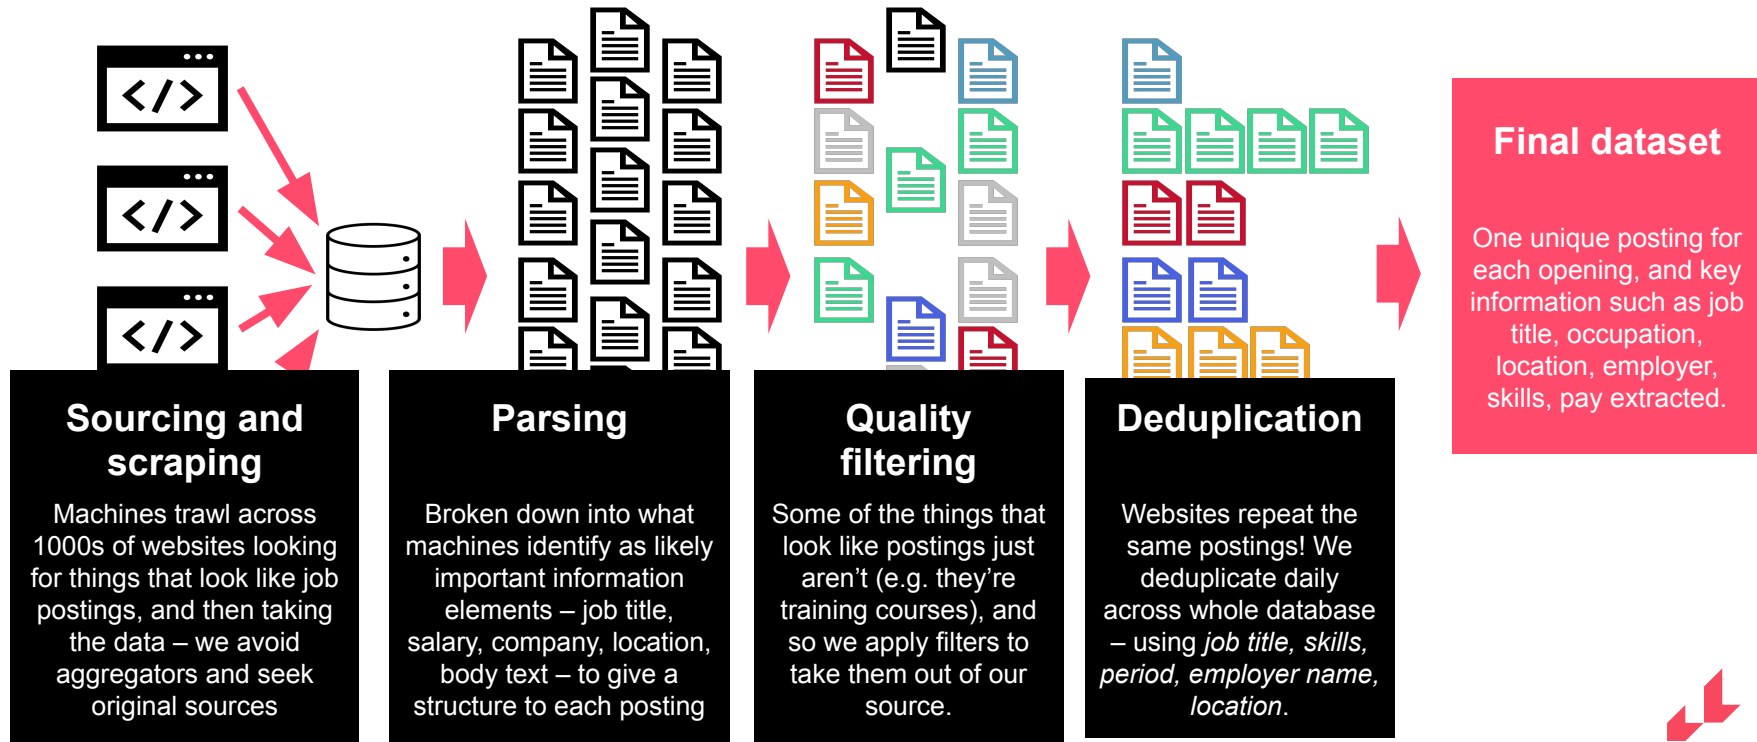 </>
</>
</>
Sourcing and
scraping
Machines trawl across
1000s of websites looking
for things that look like job
postings, and then taking
the data – we avoid
aggregators and seek
original sources
Parsing
Broken down into what
machines identify as likely
important information
elements – job title,
salary, company, location,
body text – to give a
structure to each posting
Quality
filtering
Some of the things that
look like postings just
aren’t (e.g. they’re
training courses), and
so we apply filters to
take them out of our
source.
Deduplication
Websites repeat the
same postings! We
deduplicate daily
across whole database
– using job title, skills,
period, employer name,
location.
Final dataset
One unique posting for
each opening, and key
information such as job
title, occupation,
location, employer,
skills, pay extracted.